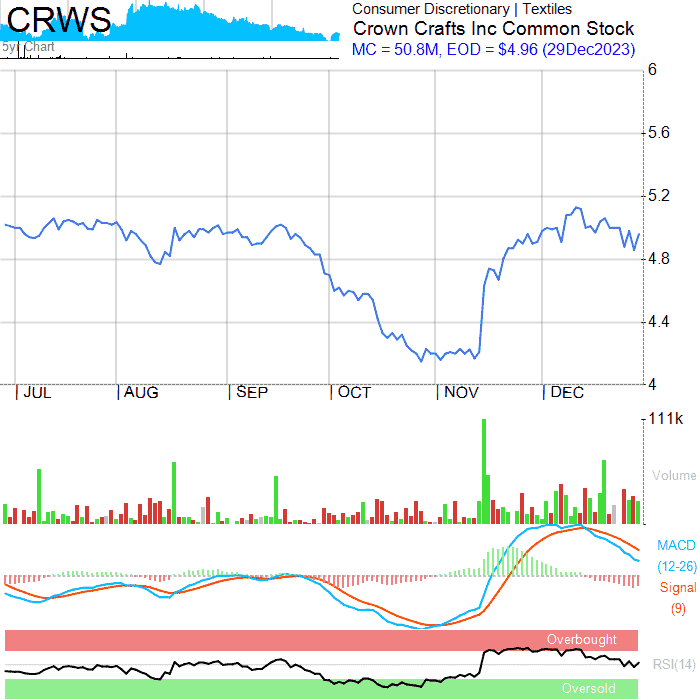 CRWS
5yr Chart
Consumer Discretionary | Textiles
Crown Crafts Inc Common Stock
MC = 50.8M, EOD = $4.96 (29Dec2023)
6
5.6
5.2
4.8
4.4
4
JUL AUG SEP OCT NOV DEC
111k
Volume
MACD
(12-26)
Signal
(9)
Overbought
RSI(14)
Oversold